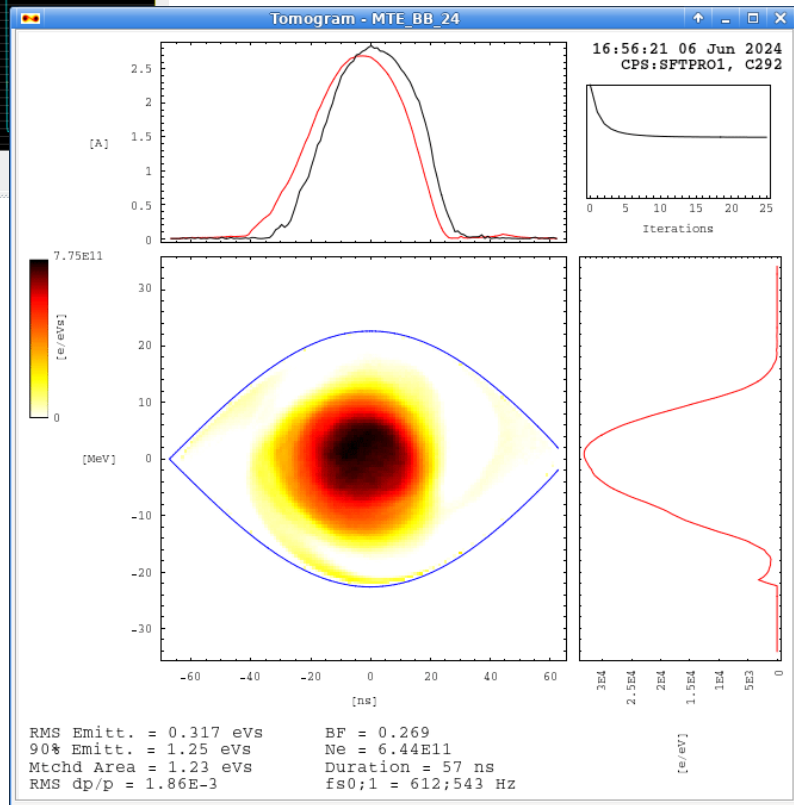 Tomogram - MTE_BB_24
16:56:21 06 Jun 2024
CPS:SFTPRO1, C292
2.5
2
1.5
1
0.5
0
[A]
0 5 10 15 20 25
Iterations
7.75E11
0
[e/eVs]
30
20
10
0
-10
-20
-30
[MeV]
-60 -40 -20 0 20 40 60
[ns]
3E4
2.5E4
2E4
1.5E4
1E4
5E3
0
[e/eV]
RMS Emitt. = 0.317 eVs
90% Emitt. = 1.25 eVs
Mtchd Area = 1.23 eVs
RMS dp/p = 1.86E-3
BF = 0.269
Ne = 6.44E11
Duration = 57 ns
fs0;1 = 612;543 Hz